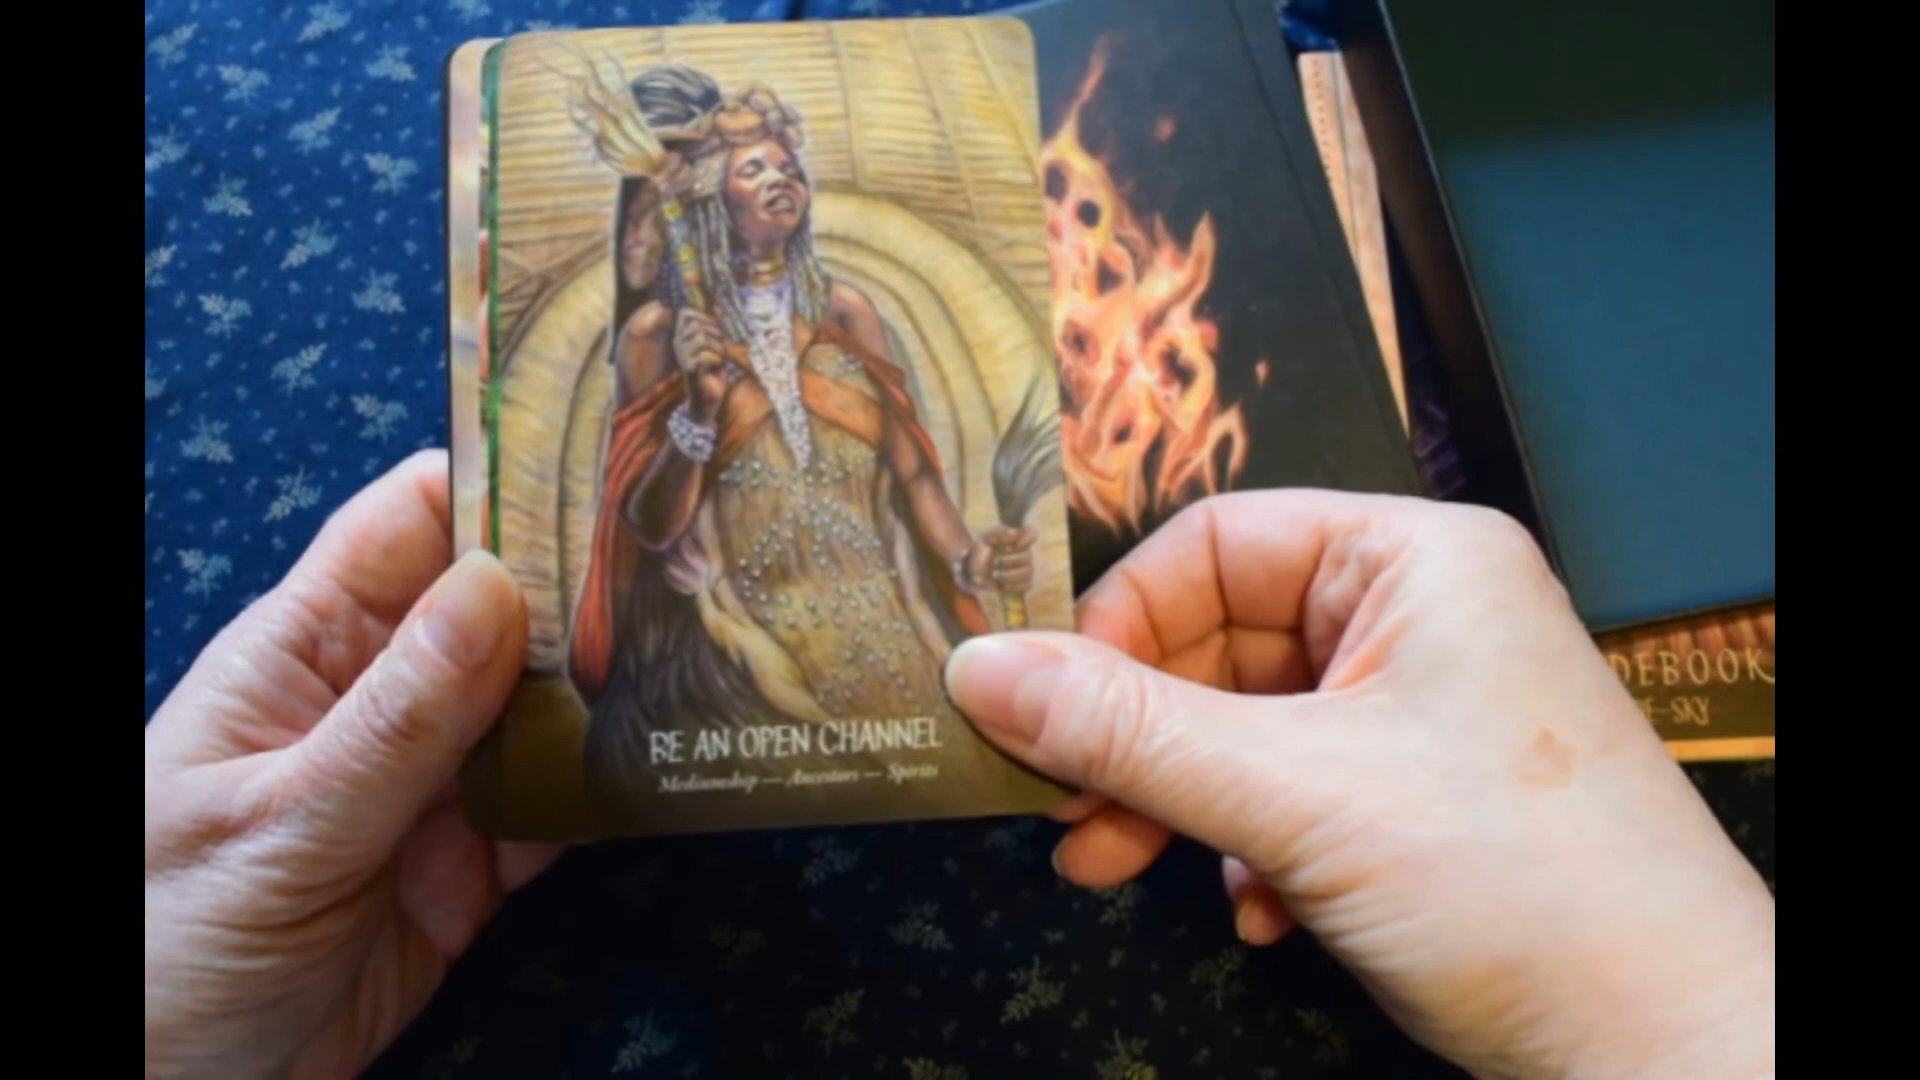 BE AN OPEN CHANNEL
Mediumship — Ancestors — Spirits
DEBOOK
E-SKY